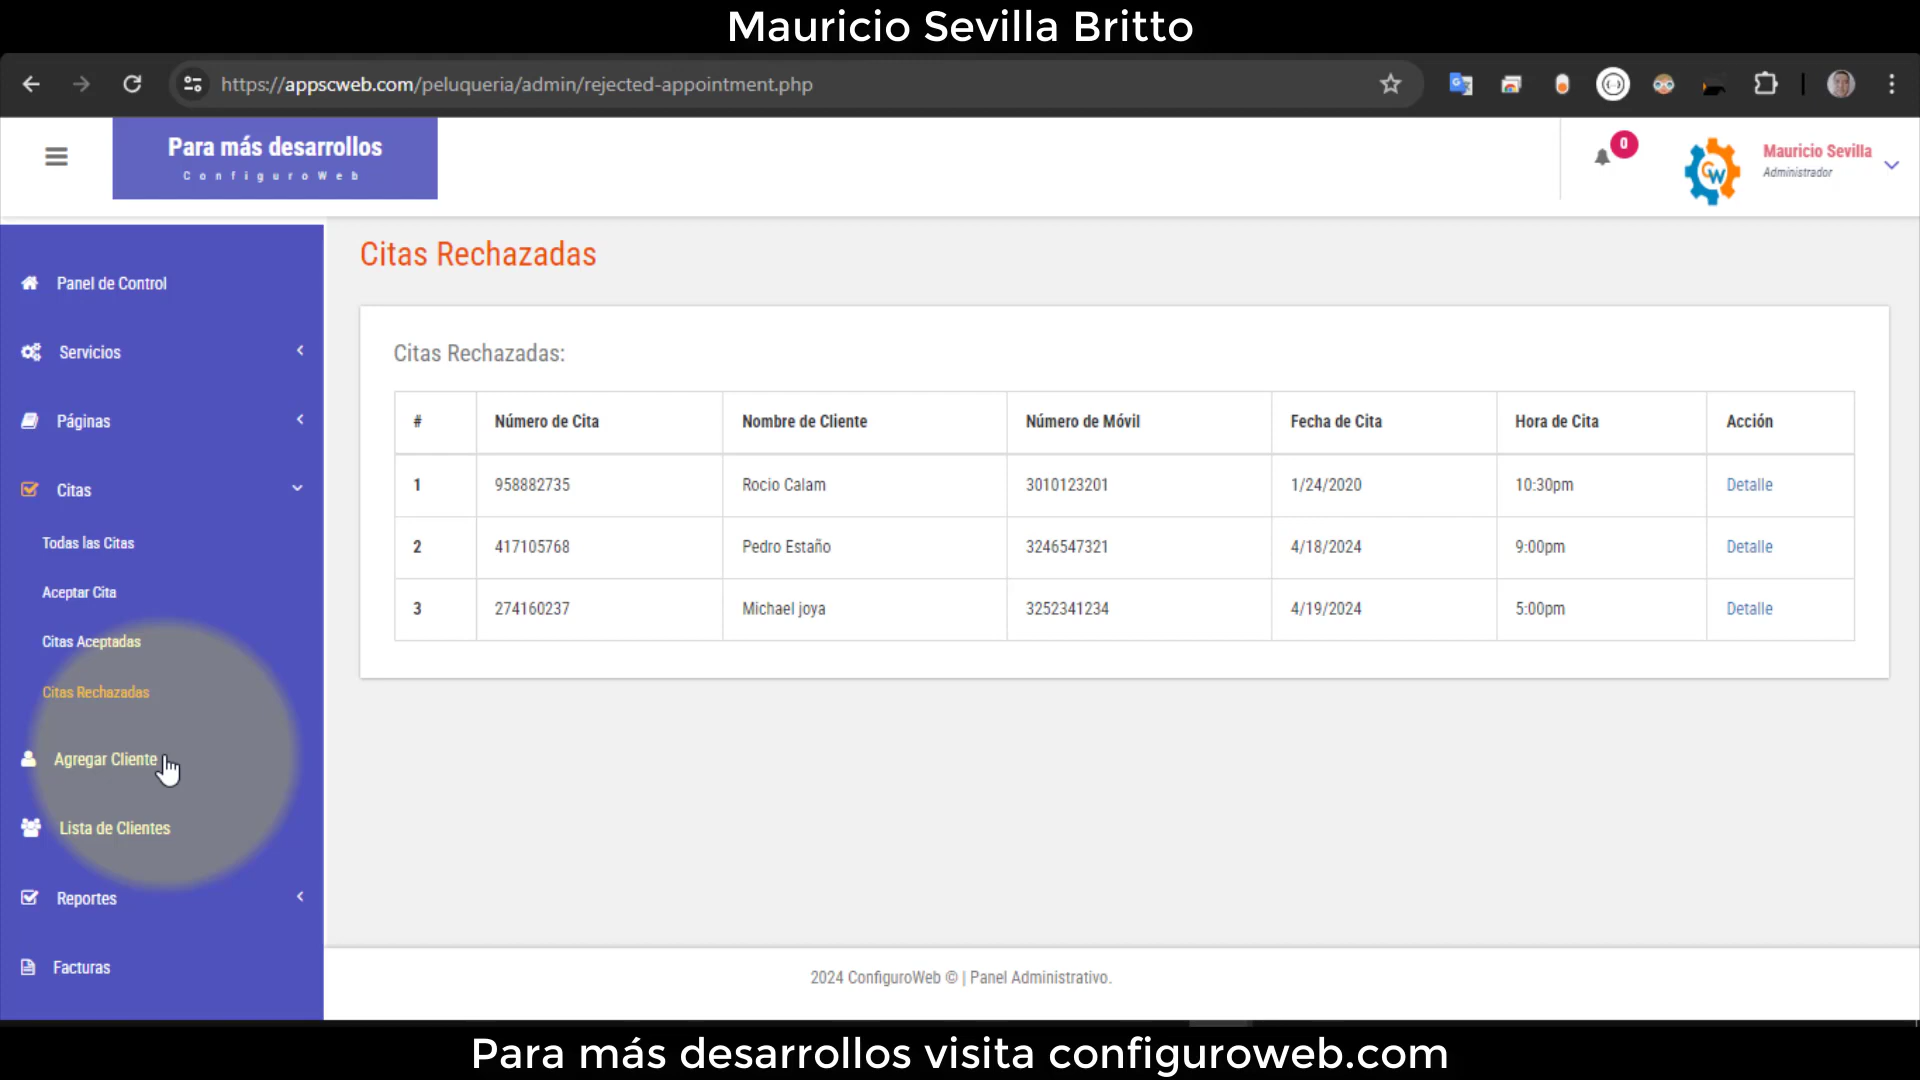 Mauricio Sevilla Britto
https://appscweb.com/peluqueria/admin/rejected-appointment.php
Para más desarrollos
ConfiguroWeb
0
Mauricio Sevilla
Administrador
Panel de Control
Servicios
Páginas
Citas
Todas las Citas
Aceptar Cita
Citas Aceptadas
Citas Rechazadas
Agregar Cliente
Lista de Clientes
Reportes
Facturas
Citas Rechazadas
Citas Rechazadas:
# Número de Cita Nombre de Cliente Número de Móvil Fecha de Cita Hora de Cita Acción
1 958882735 Rocio Calam 3010123201 1/24/2020 10:30pm Detalle
2 417105768 Pedro Estaño 3246547321 4/18/2024 9:00pm Detalle
3 274160237 Michael joya 3252341234 4/19/2024 5:00pm Detalle
2024 ConfiguroWeb © | Panel Administrativo.
Para más desarrollos visita configuroweb.com